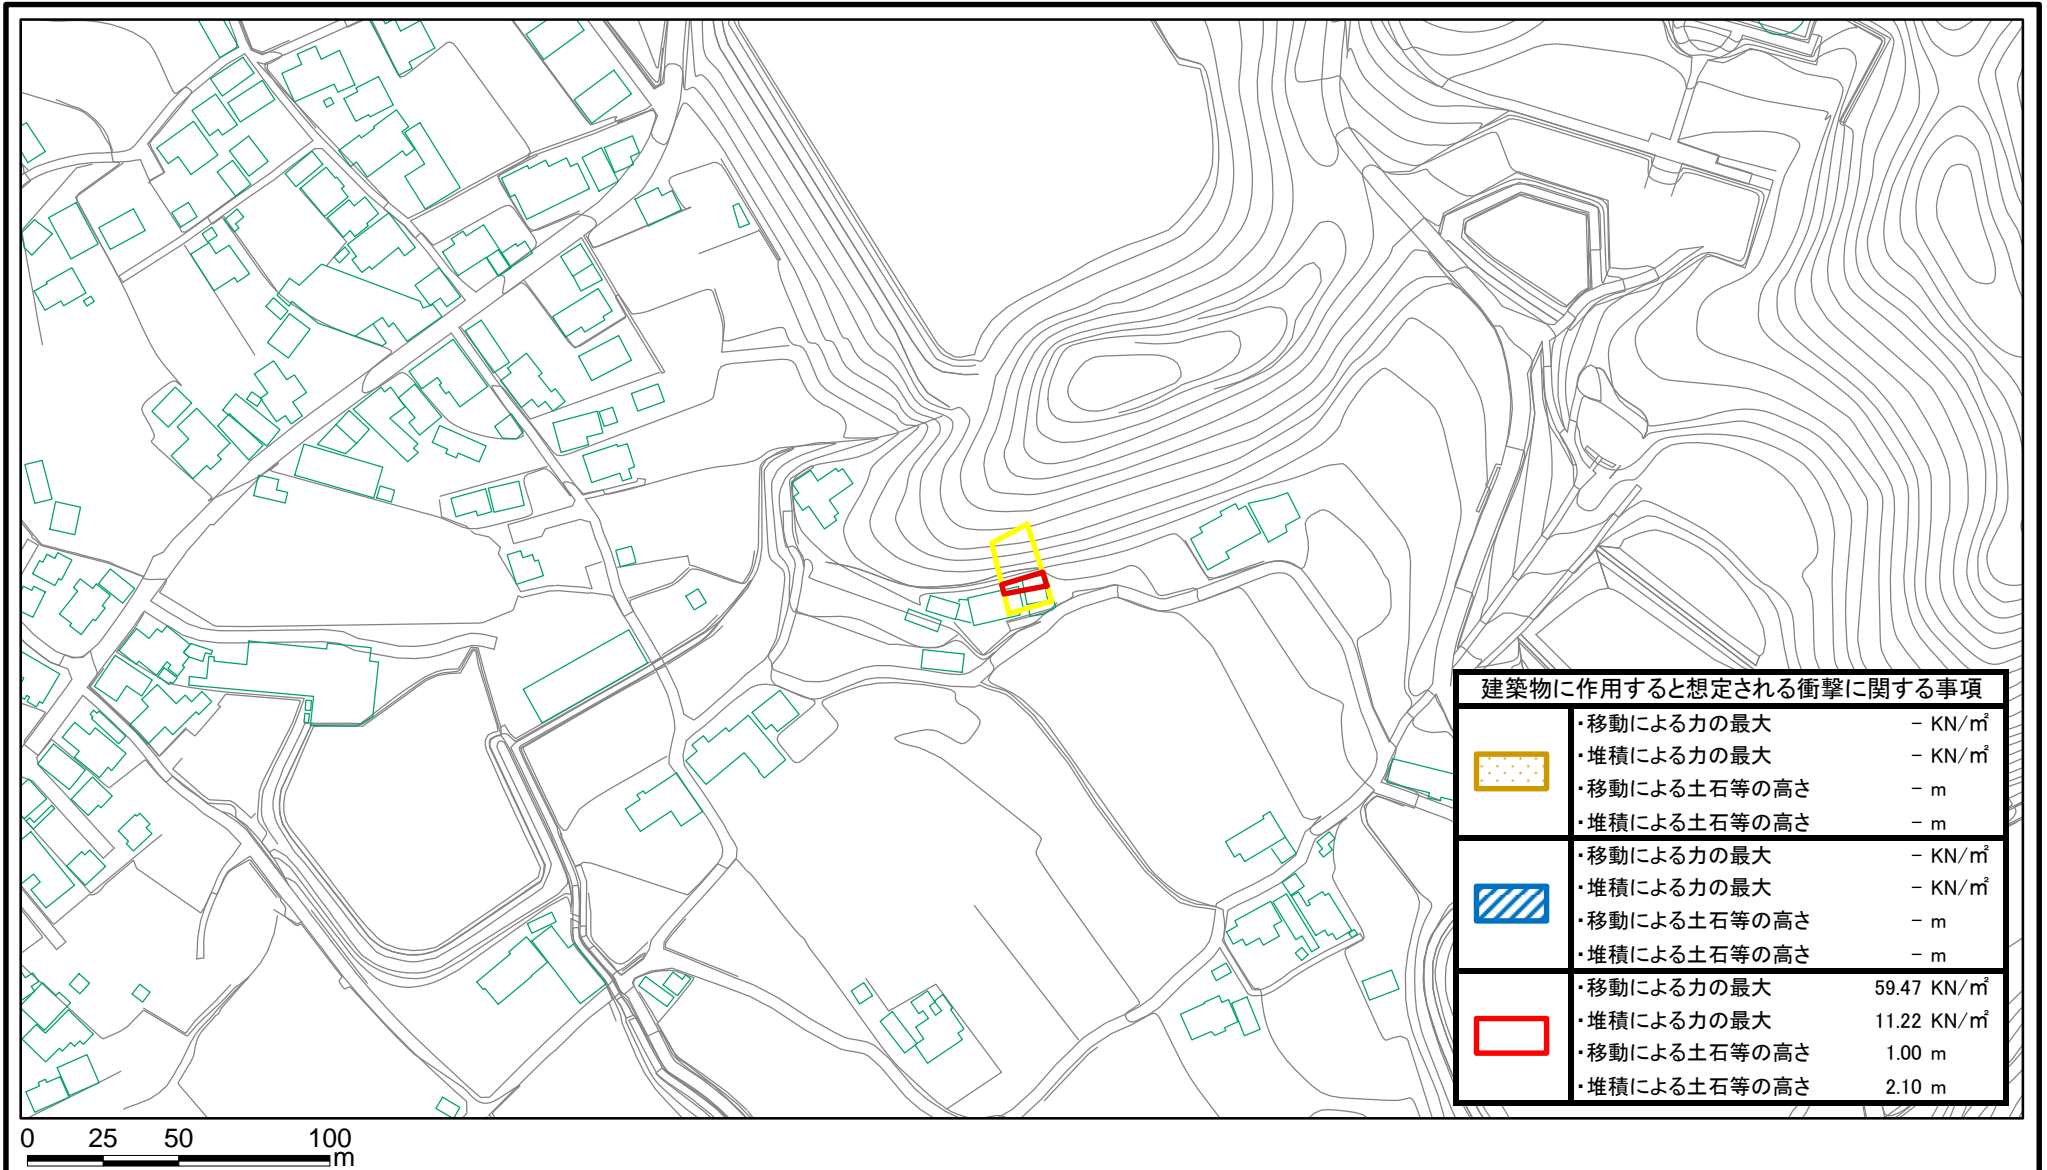 建築物に作用すると想定される衝撃に関する事項
・移動による力の最大 － KN/㎡
・堆積による力の最大 － KN/㎡
・移動による土石等の高さ － m
・堆積による土石等の高さ － m
・移動による力の最大 － KN/㎡
・堆積による力の最大 － KN/㎡
・移動による土石等の高さ － m
・堆積による土石等の高さ － m
・移動による力の最大 59.47 KN/㎡
・堆積による力の最大 11.22 KN/㎡
・移動による土石等の高さ 1.00 m
・堆積による土石等の高さ 2.10 m
0 25 50 100
m